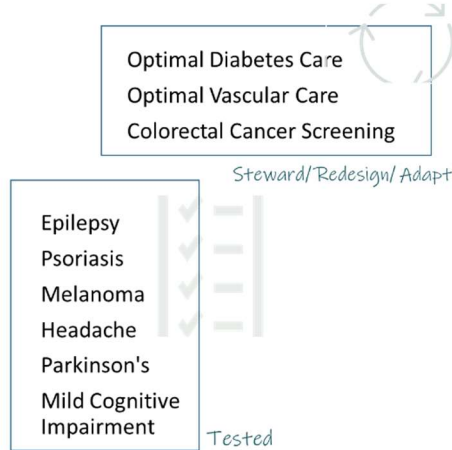 Optimal Diabetes Care
Optimal Vascular Care
Colorectal Cancer Screening
Steward/Redesign/Adapt
Epilepsy
Psoriasis
Melanoma
Headache
Parkinson's
Mild Cognitive
Impairment
Tested